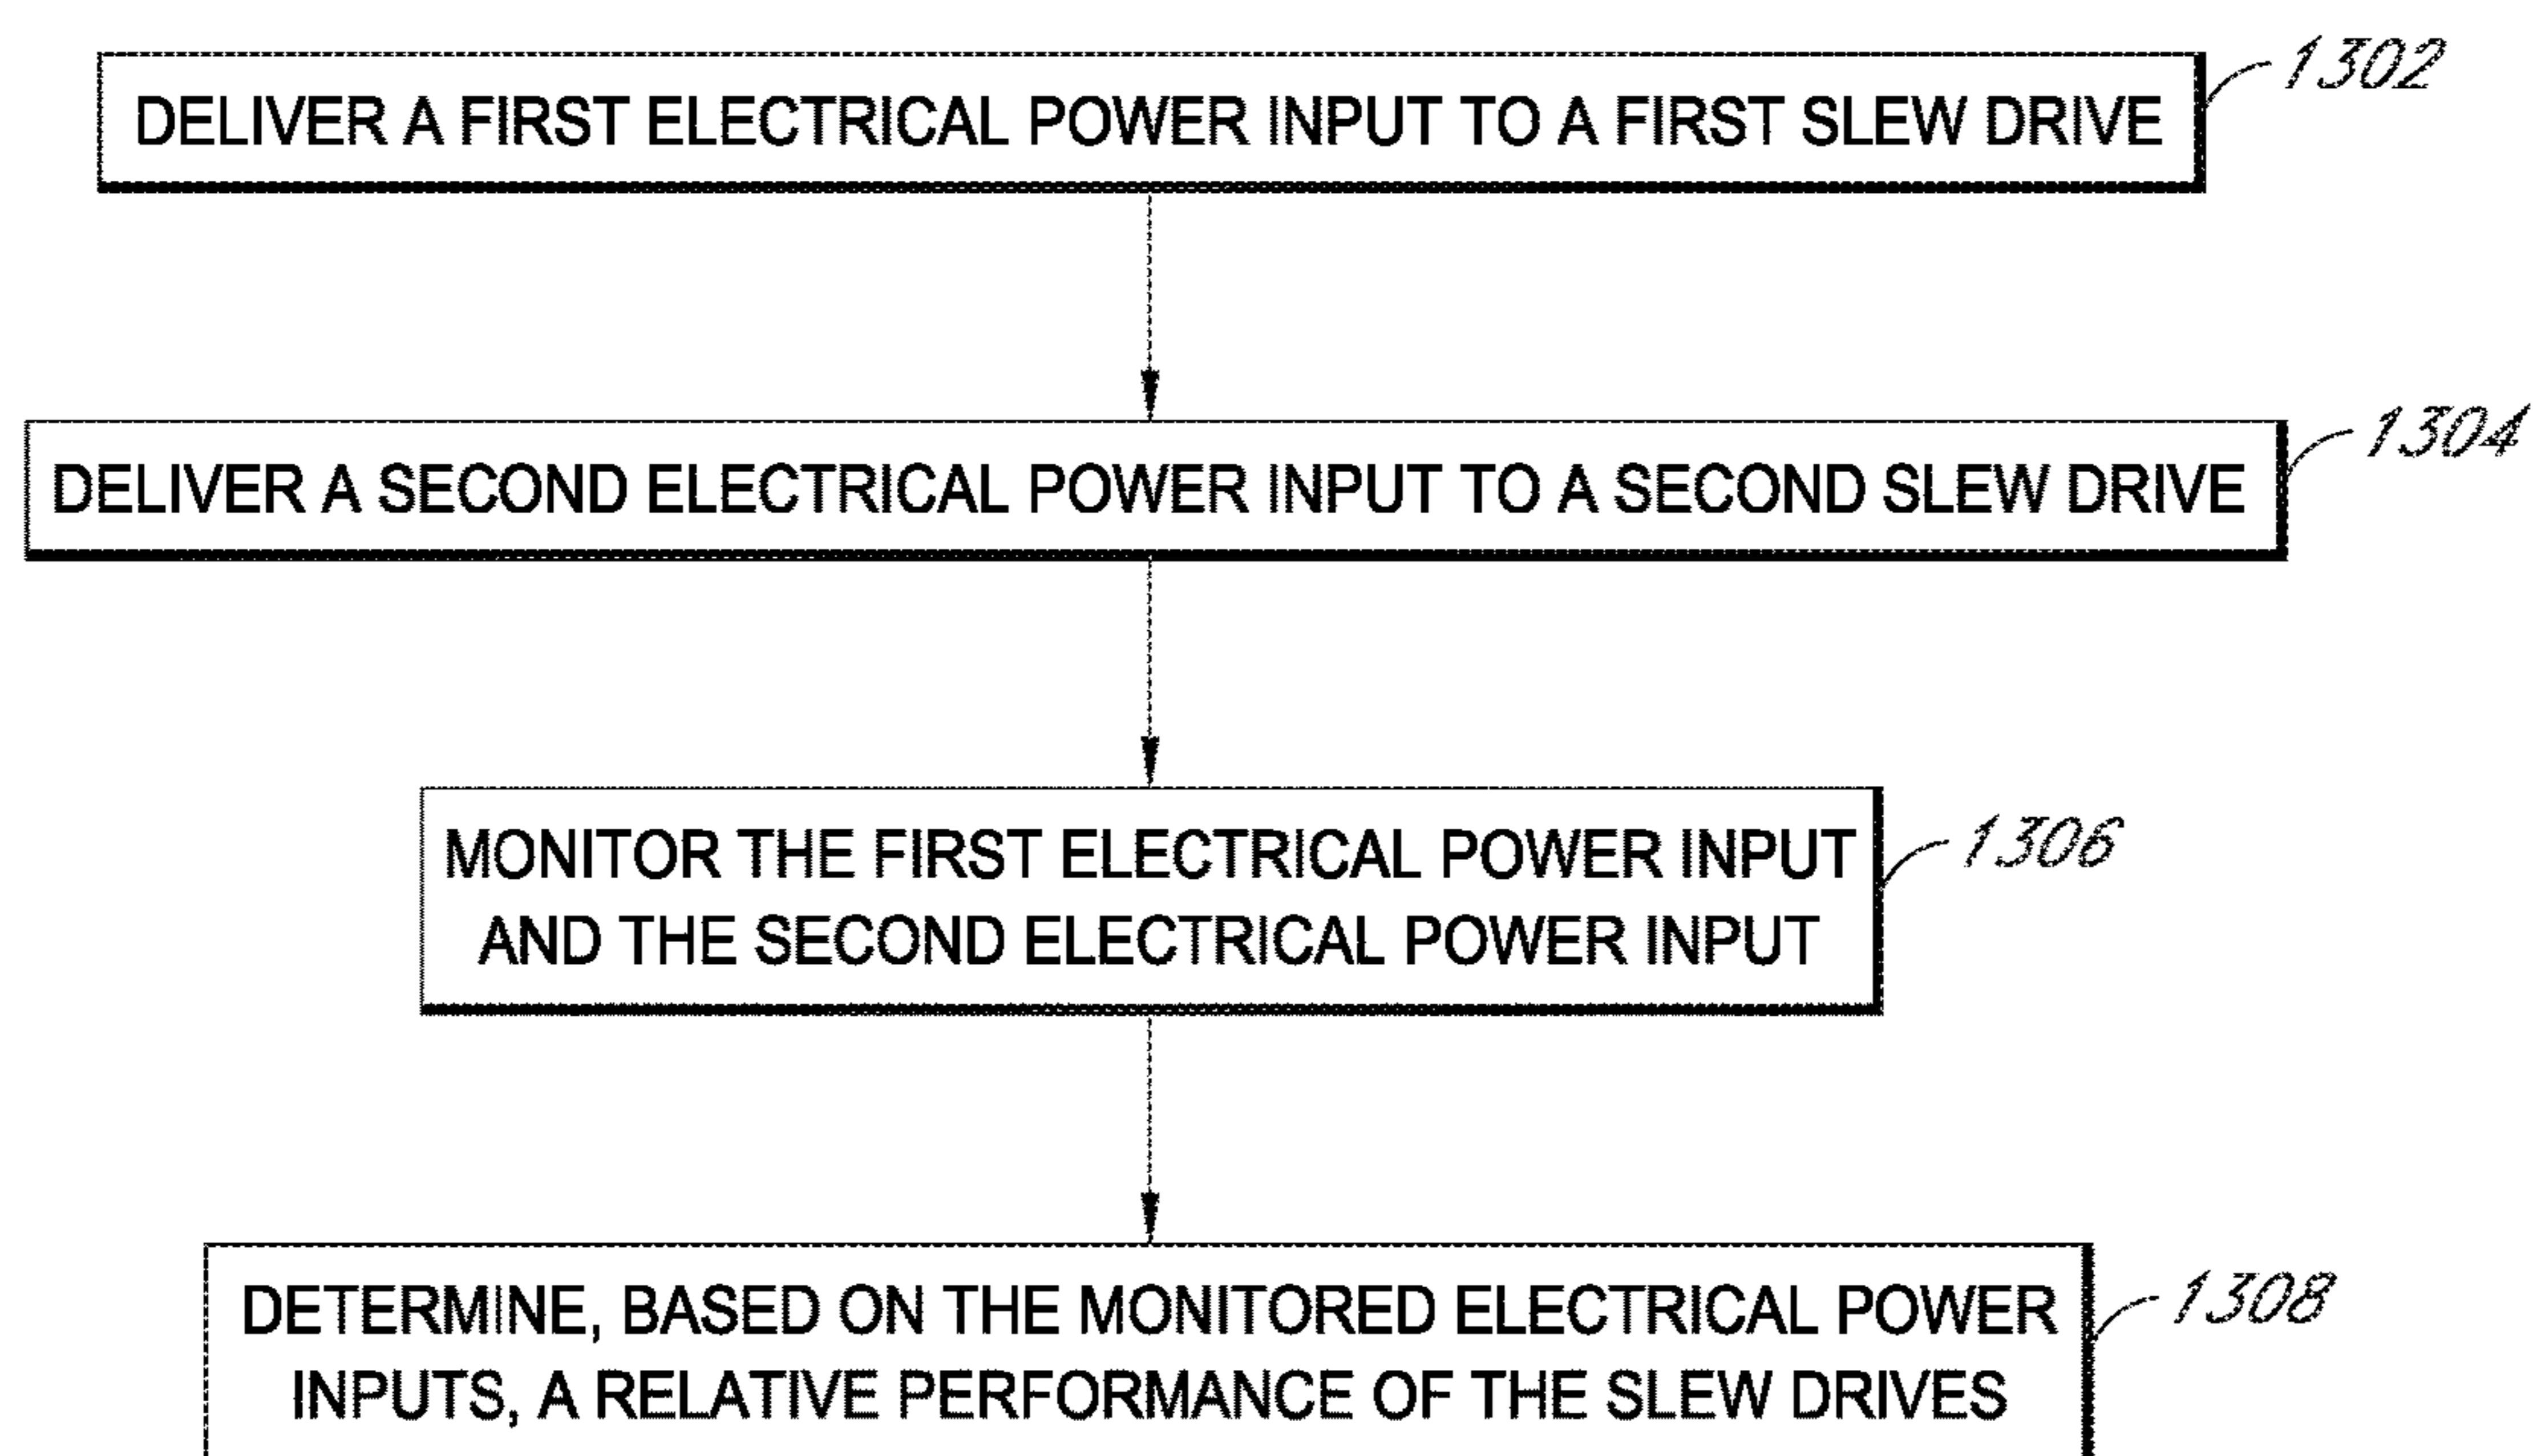 DELIVER A FIRST ELECTRICAL POWER INPUT TO A FIRST SLEW DRIVE
1302
DELIVER A SECOND ELECTRICAL POWER INPUT TO A SECOND SLEW DRIVE
1304
MONITOR THE FIRST ELECTRICAL POWER INPUT
AND THE SECOND ELECTRICAL POWER INPUT
1306
DETERMINE, BASED ON THE MONITORED ELECTRICAL POWER
INPUTS, A RELATIVE PERFORMANCE OF THE SLEW DRIVES
1308